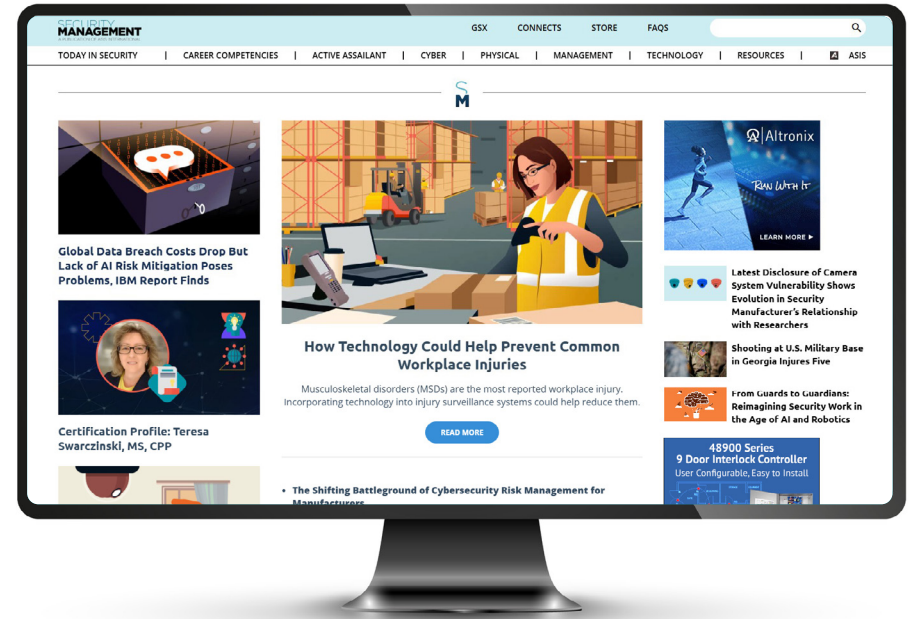 SECURITY
MANAGEMENT
GSX CONNECTS STORE FAQS
TODAY IN SECURITY | CAREER COMPETENCIES | ACTIVE ASSAILANT | CYBER | PHYSICAL | MANAGEMENT | TECHNOLOGY | RESOURCES | ASIS
SM
Global Data Breach Costs Drop But
Lack of AI Risk Mitigation Poses
Problems, IBM Report Finds
Certification Profile: Teresa
Swarczinski, MS, CPP
How Technology Could Help Prevent Common
Workplace Injuries
Musculoskeletal disorders (MSDs) are the most reported workplace injury.
Incorporating technology into injury surveillance systems could help reduce them.
READ MORE
• The Shifting Battleground of Cybersecurity Risk Management for
Manufacturers
Altronix
RUN WITH IT
LEARN MORE ▶
Latest Disclosure of Camera
System Vulnerability Shows
Evolution in Security
Manufacturer's Relationship
with Researchers
Shooting at U.S. Military Base
in Georgia Injures Five
From Guards to Guardians:
Reimagining Security Work in
the Age of AI and Robotics
48900 Series
9 Door Interlock Controller
User Configurable, Easy to Install